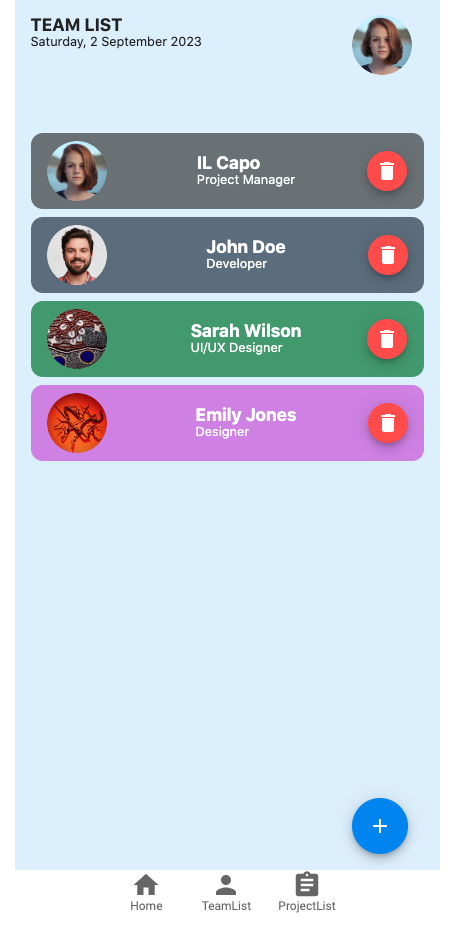 TEAM LIST
Saturday, 2 September 2023
IL Capo
Project Manager
John Doe
Developer
Sarah Wilson
UI/UX Designer
Emily Jones
Designer
+
Home TeamList ProjectList